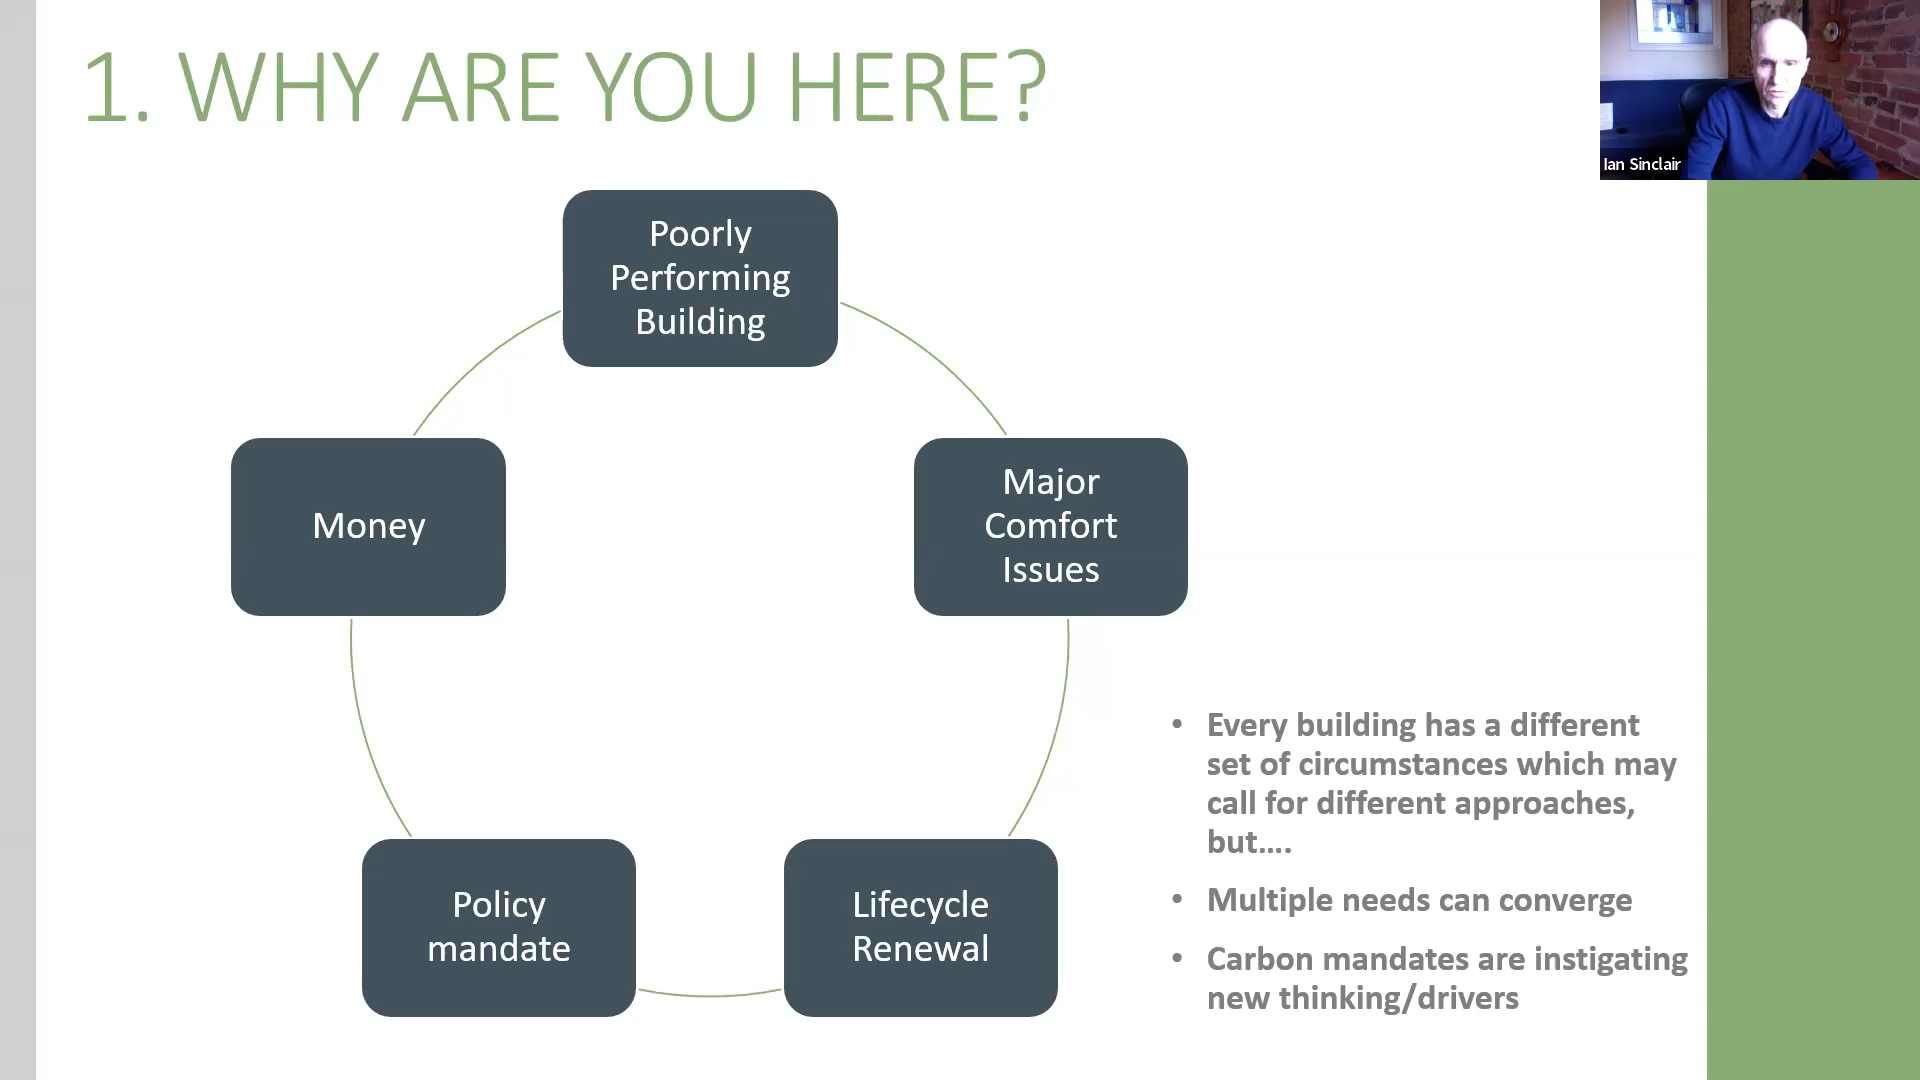 1. WHY ARE YOU HERE?
Ian Sinclair
Poorly
Performing
Building
Money
Major
Comfort
Issues
Policy
mandate
Lifecycle
Renewal
• Every building has a different
set of circumstances which may
call for different approaches,
but....
• Multiple needs can converge
• Carbon mandates are instigating
new thinking/drivers